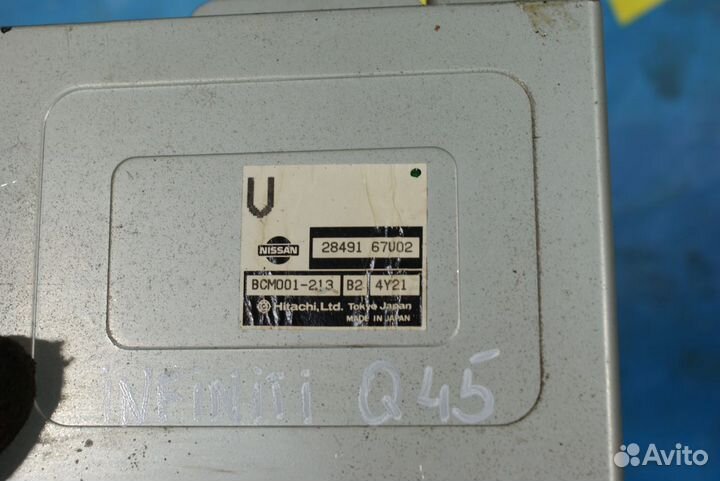 V
NISSAN 28491 67U02
BCM001-213 B2 4Y21
Hitachi, Ltd. Tokyo Japan
MADE IN JAPAN
iNFiNiTi Q45
Avito